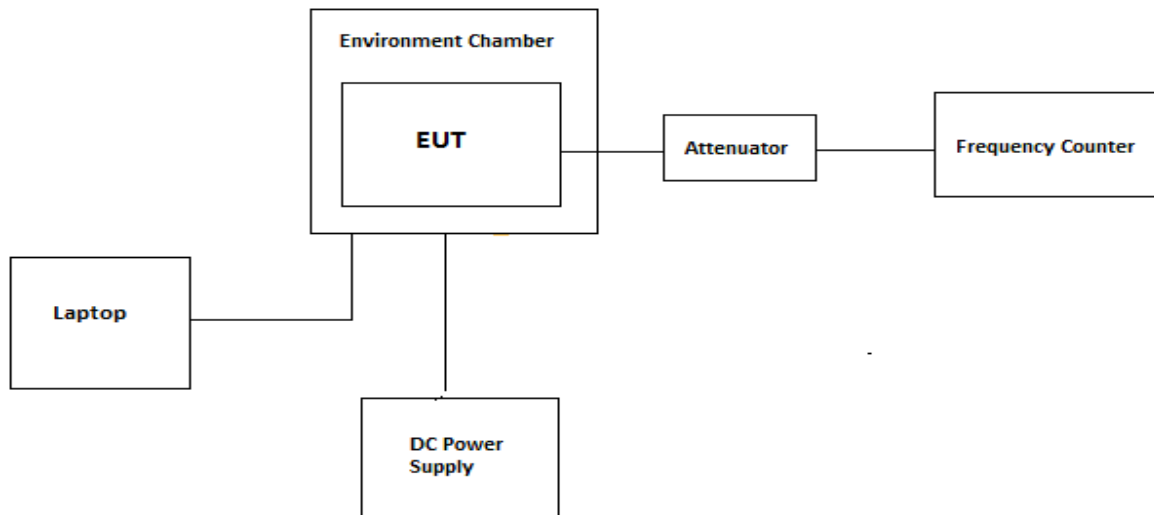 Environment Chamber
EUT
Attenuator
Frequency Counter
Laptop
DC Power
Supply